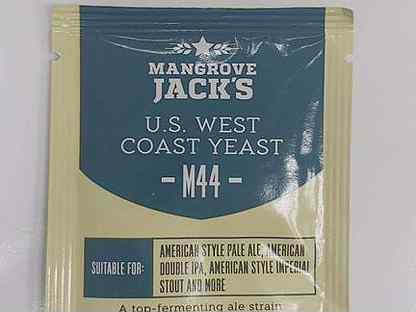 MANGROVE
JACK'S
U.S. WEST
COAST YEAST
- M44 -
SUITABLE FOR:
AMERICAN STYLE PALE ALE, AMERICAN
DOUBLE IPA, AMERICAN STYLE IMPERIAL
STOUT AND MORE
A top-fermenting ale strain